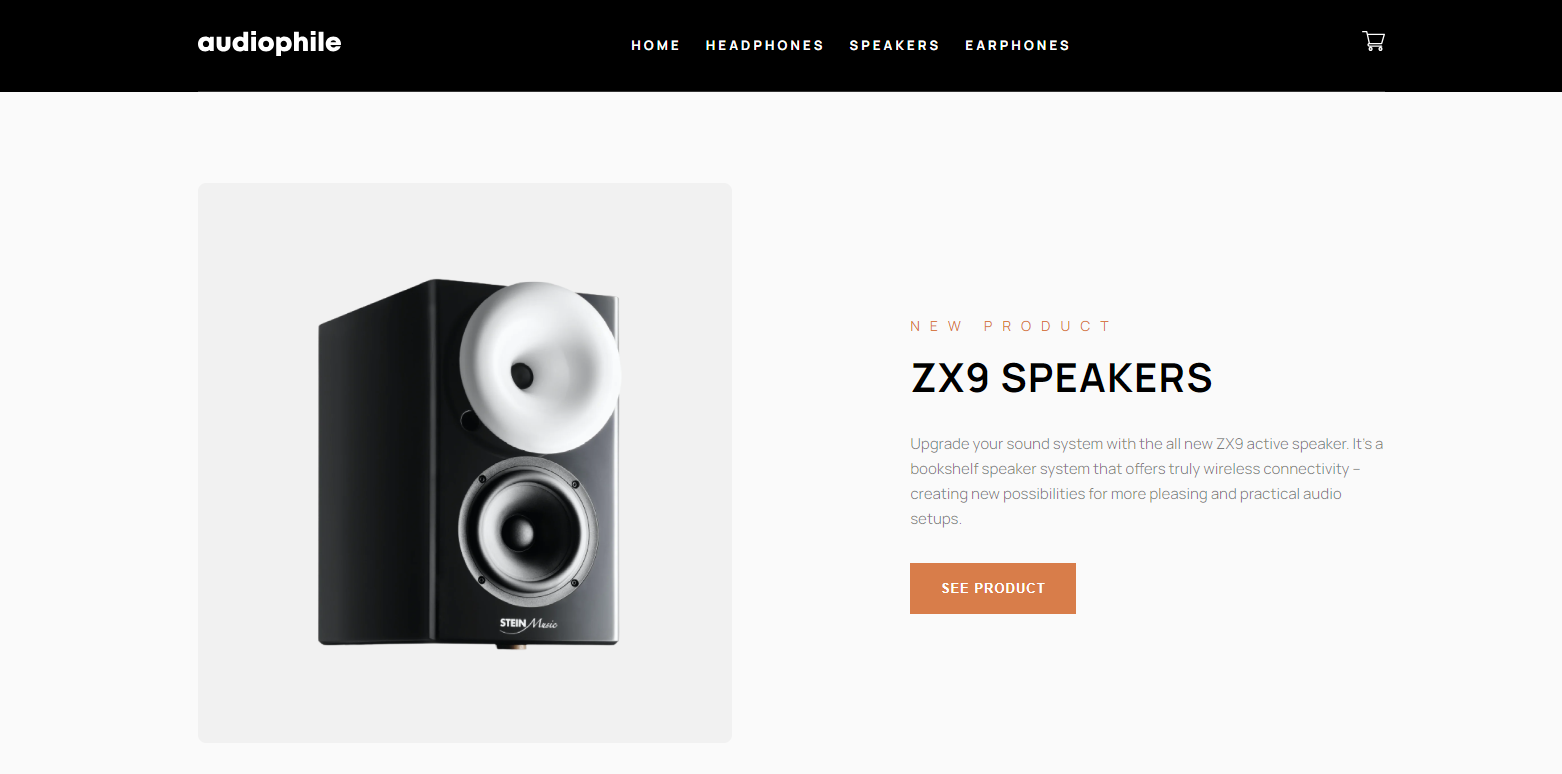 audiophile
HOME HEADPHONES SPEAKERS EARPHONES
NEW PRODUCT
ZX9 SPEAKERS
Upgrade your sound system with the all new ZX9 active speaker. It's a
bookshelf speaker system that offers truly wireless connectivity –
creating new possibilities for more pleasing and practical audio
setups.
SEE PRODUCT
STEIN Music